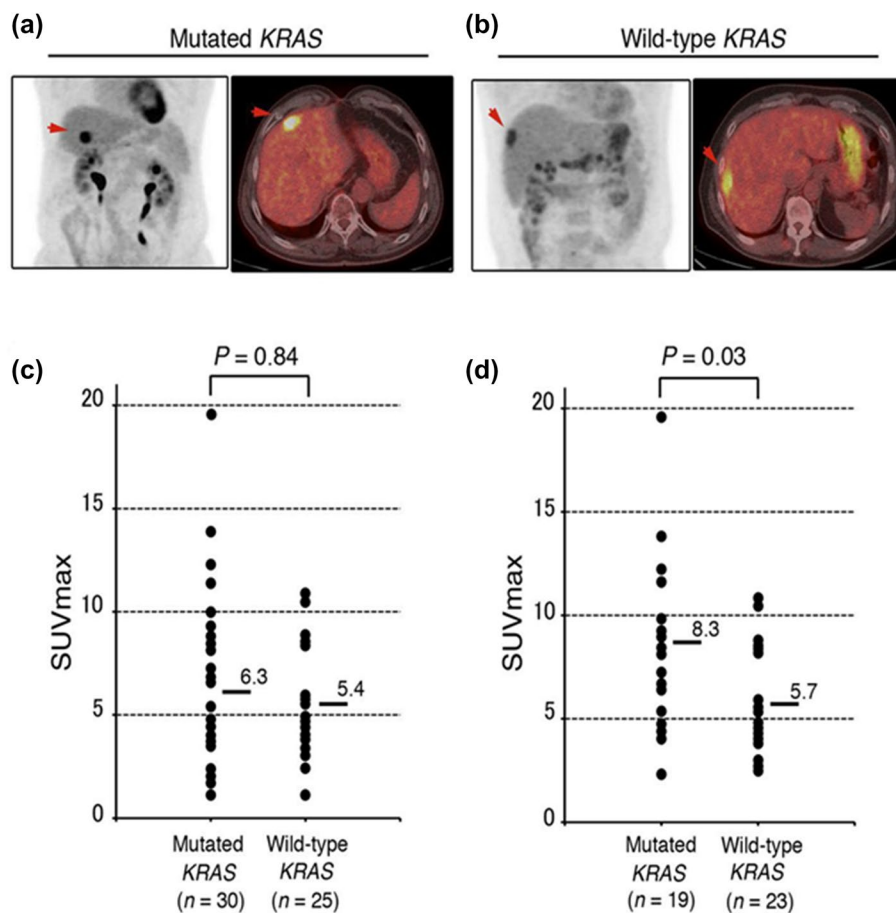 (a)
Mutated KRAS
(b)
Wild-type KRAS
(c)
P = 0.84
20
15
10
5
0
SUVmax
6.3
5.4
Mutated
KRAS
(n = 30)
Wild-type
KRAS
(n = 25)
(d)
P = 0.03
20
15
10
5
0
SUVmax
8.3
5.7
Mutated
KRAS
(n = 19)
Wild-type
KRAS
(n = 23)